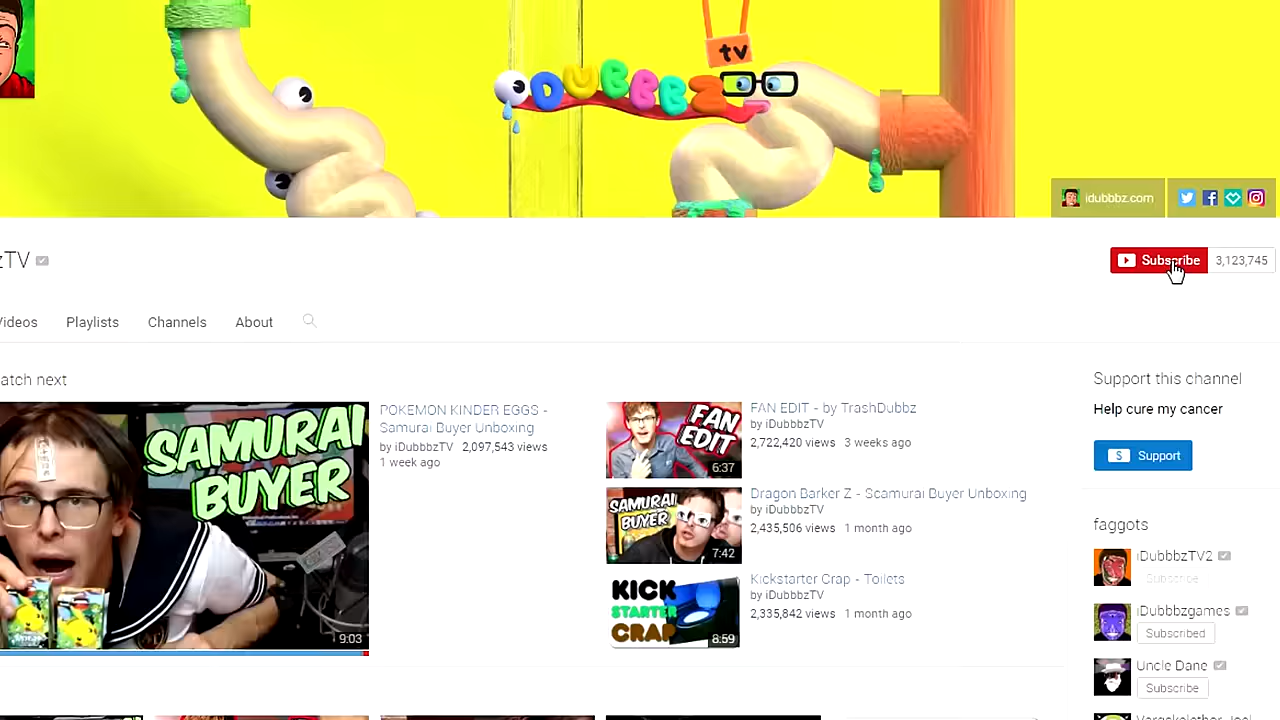 tv
iDUBBBZ
idubbbz.com
zTV
Subscribe 3,123,745
Videos Playlists Channels About
atch next
Support this channel
Help cure my cancer
$ Support
SAMURAI
BUYER
9:03
POKEMON KINDER EGGS -
Samurai Buyer Unboxing
by iDubbbzTV 2,097,543 views
1 week ago
FAN
EDIT
6:37
FAN EDIT - by TrashDubbz
by iDubbbzTV
2,722,420 views 3 weeks ago
SAMURAI
BUYER
7:42
Dragon Barker Z - Scamurai Buyer Unboxing
by iDubbbzTV
2,435,506 views 1 month ago
KICK
STARTER
CRAP
8:59
Kickstarter Crap - Toilets
by iDubbbzTV
2,335,842 views 1 month ago
faggots
iDubbbzTV2
Subscribe
iDubbbzgames
Subscribed
Uncle Dane
Subscribe